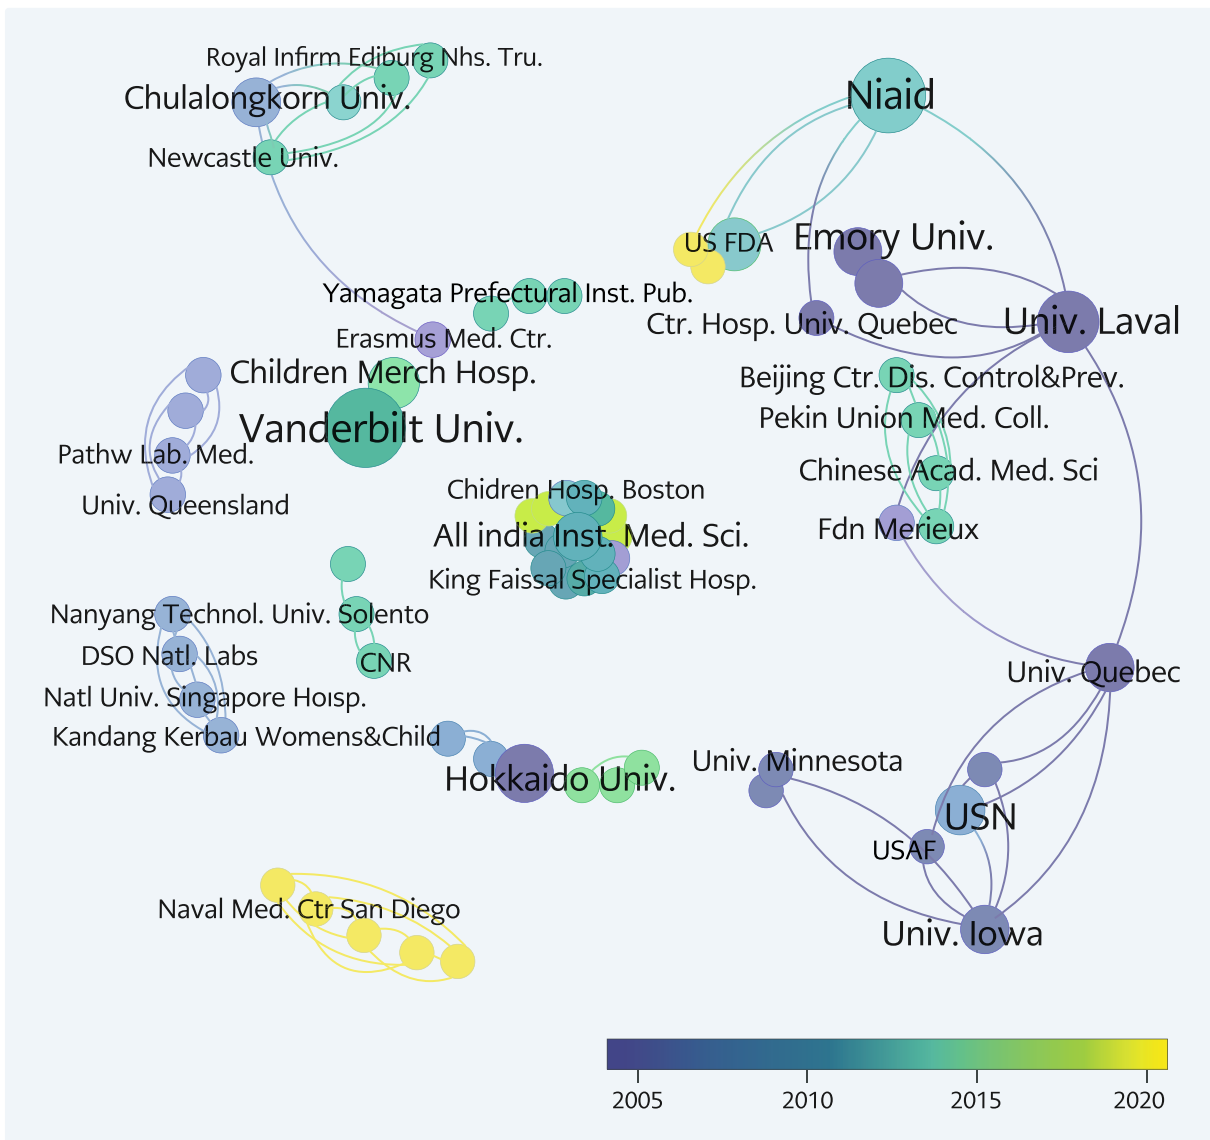 Royal Infirm Ediburg Nhs. Tru.
Chulalongkorn Univ.
Newcastle Univ.
Niaid
US FDA
Emory Univ.
Yamagata Prefectural Inst. Pub.
Erasmus Med. Ctr.
Ctr. Hosp. Univ. Quebec
Univ. Laval
Children Merch Hosp.
Beijing Ctr. Dis. Control&Prev.
Vanderbilt Univ.
Pekin Union Med. Coll.
Pathw Lab. Med.
Chinese Acad. Med. Sci
Univ. Queensland
Chidren Hosp. Boston
Fdn Merieux
All india Inst. Med. Sci.
King Faissal Specialist Hosp.
Nanyang Technol. Univ. Solento
DSO Natl. Labs
CNR
Univ. Quebec
Natl Univ. Singapore Hoısp.
Kandang Kerbau Womens&Child
Hokkaido Univ.
Univ. Minnesota
USN
USAF
Naval Med. Ctr San Diego
Univ. Iowa
2005
2010
2015
2020